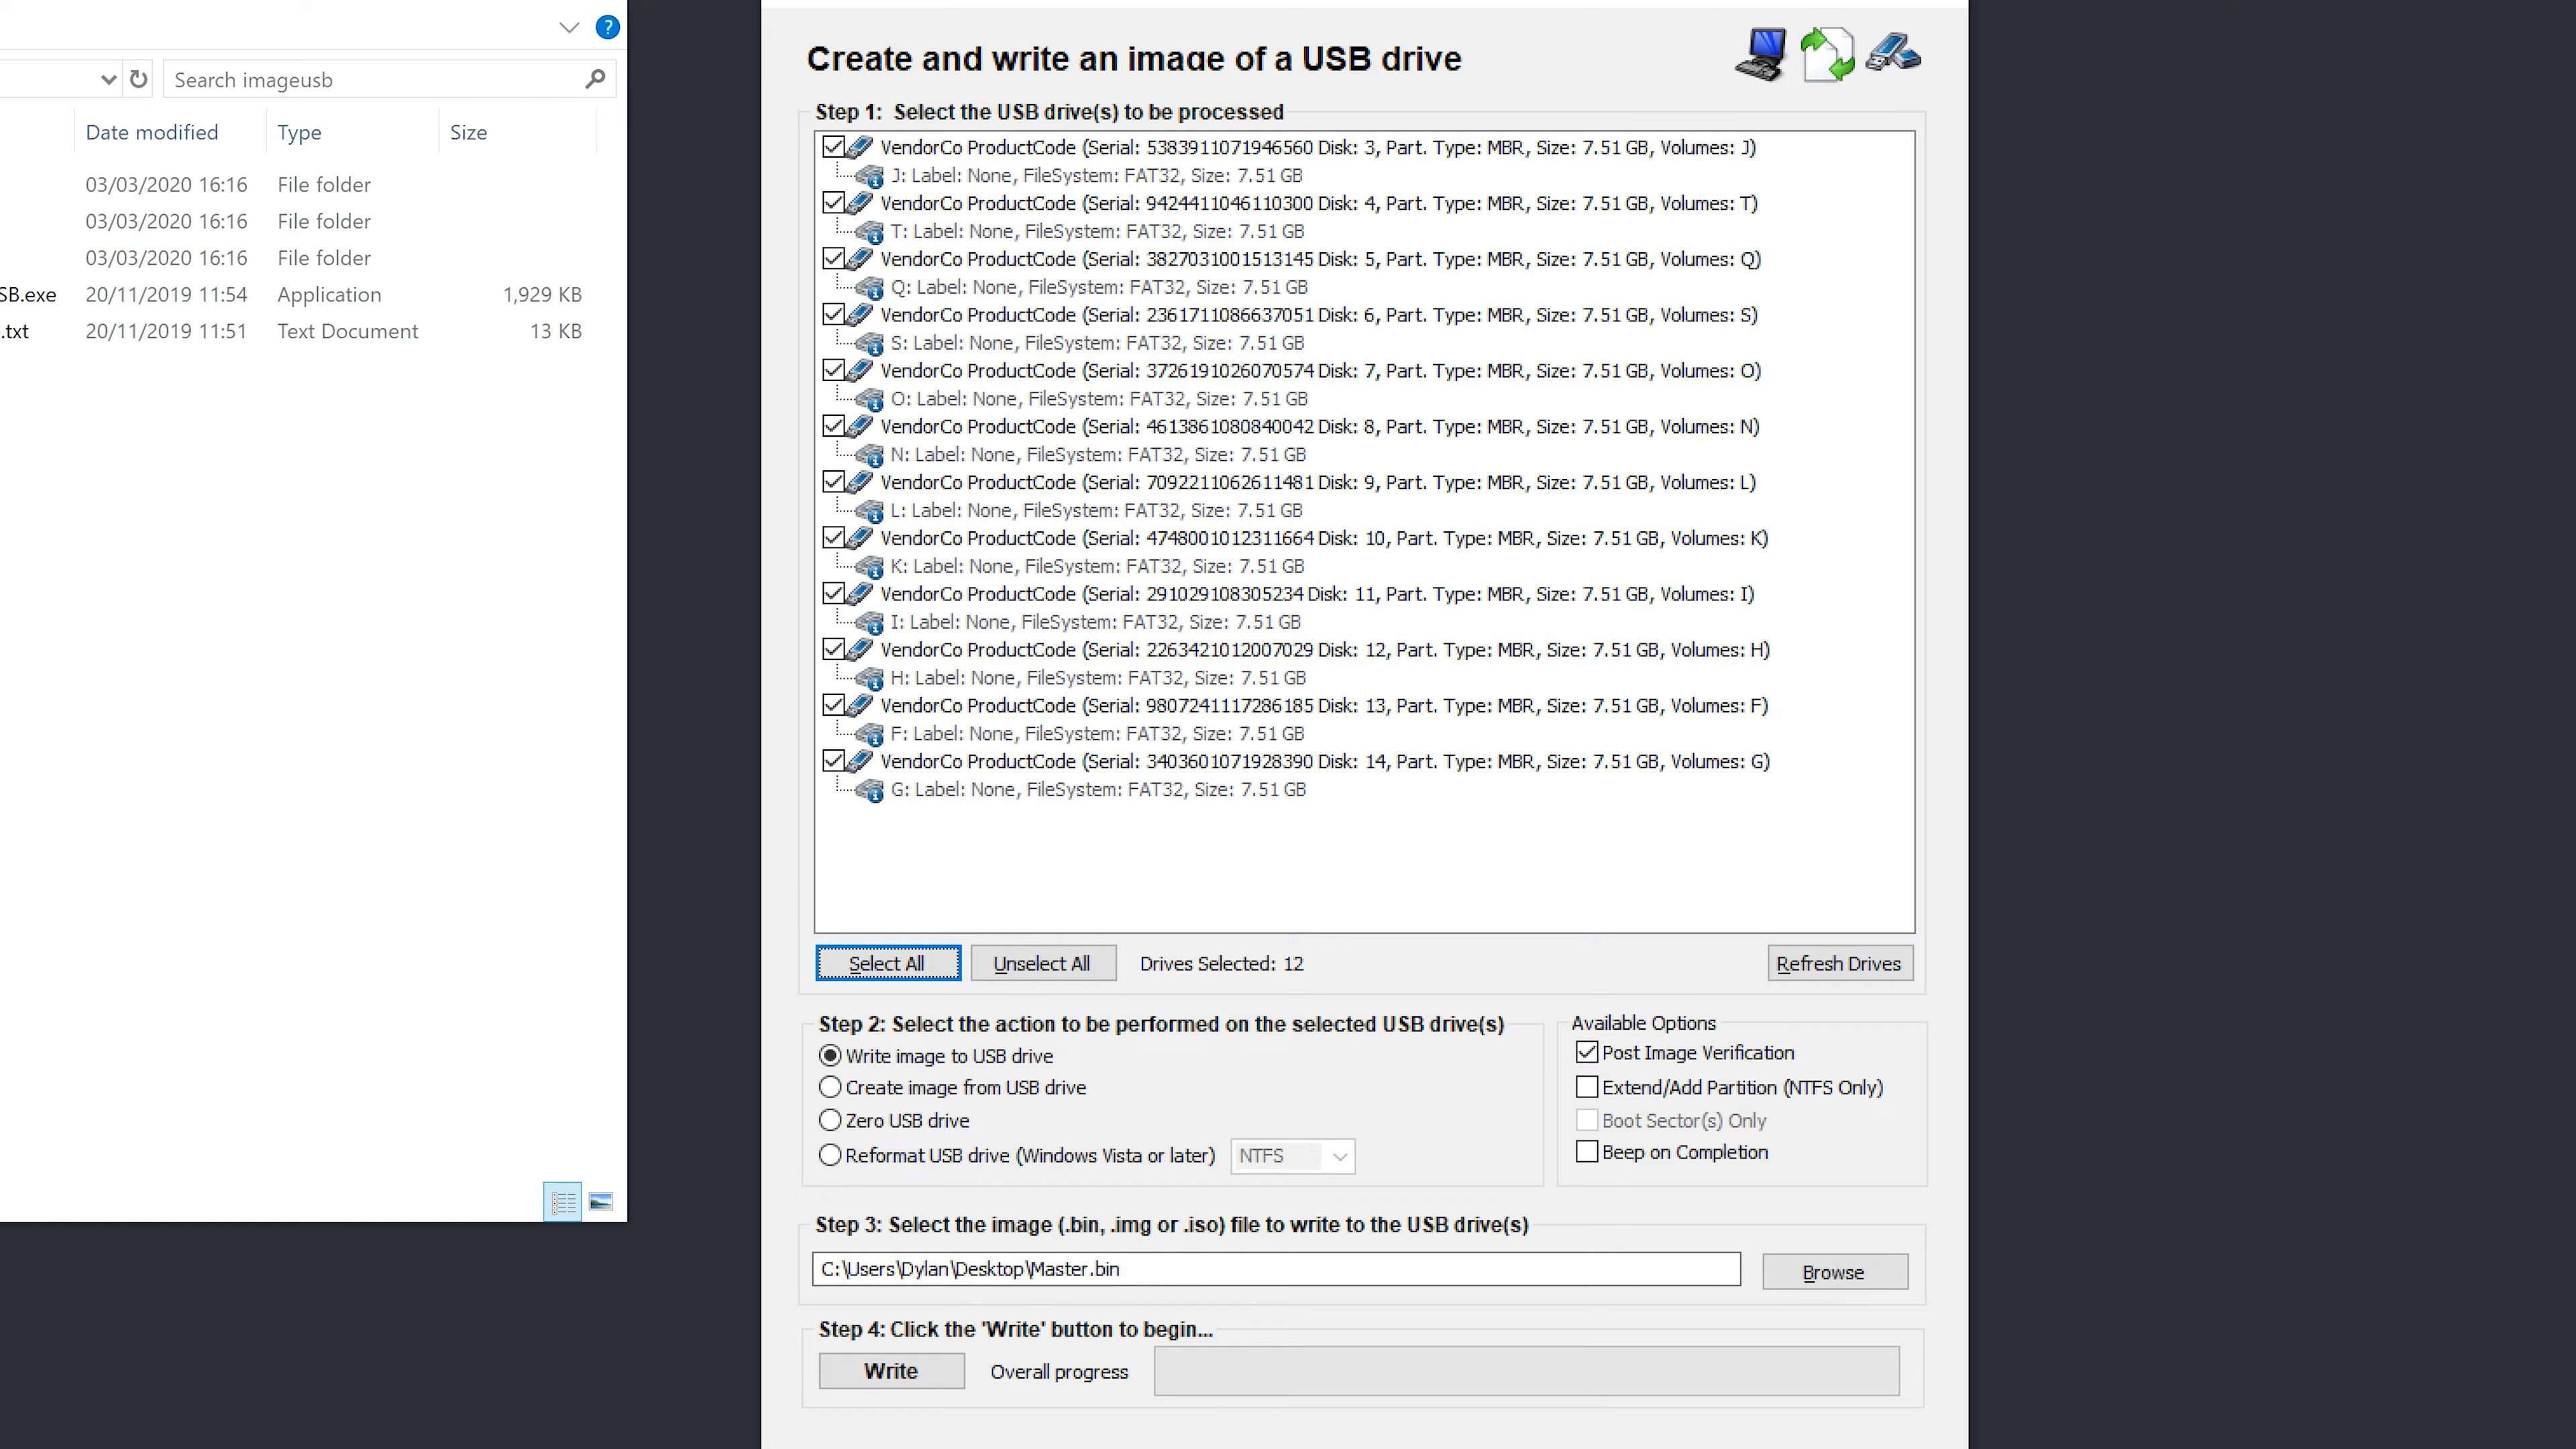 ?
Search imageusb
Date modified Type Size
03/03/2020 16:16 File folder
03/03/2020 16:16 File folder
03/03/2020 16:16 File folder
SB.exe 20/11/2019 11:54 Application 1,929 KB
.txt 20/11/2019 11:51 Text Document 13 KB
Create and write an image of a USB drive
Step 1: Select the USB drive(s) to be processed
VendorCo ProductCode (Serial: 5383911071946560 Disk: 3, Part. Type: MBR, Size: 7.51 GB, Volumes: J)
J: Label: None, FileSystem: FAT32, Size: 7.51 GB
VendorCo ProductCode (Serial: 9424411046110300 Disk: 4, Part. Type: MBR, Size: 7.51 GB, Volumes: T)
T: Label: None, FileSystem: FAT32, Size: 7.51 GB
VendorCo ProductCode (Serial: 3827031001513145 Disk: 5, Part. Type: MBR, Size: 7.51 GB, Volumes: Q)
Q: Label: None, FileSystem: FAT32, Size: 7.51 GB
VendorCo ProductCode (Serial: 2361711086637051 Disk: 6, Part. Type: MBR, Size: 7.51 GB, Volumes: S)
S: Label: None, FileSystem: FAT32, Size: 7.51 GB
VendorCo ProductCode (Serial: 3726191026070574 Disk: 7, Part. Type: MBR, Size: 7.51 GB, Volumes: O)
O: Label: None, FileSystem: FAT32, Size: 7.51 GB
VendorCo ProductCode (Serial: 4613861080840042 Disk: 8, Part. Type: MBR, Size: 7.51 GB, Volumes: N)
N: Label: None, FileSystem: FAT32, Size: 7.51 GB
VendorCo ProductCode (Serial: 7092211062611481 Disk: 9, Part. Type: MBR, Size: 7.51 GB, Volumes: L)
L: Label: None, FileSystem: FAT32, Size: 7.51 GB
VendorCo ProductCode (Serial: 4748001012311664 Disk: 10, Part. Type: MBR, Size: 7.51 GB, Volumes: K)
K: Label: None, FileSystem: FAT32, Size: 7.51 GB
VendorCo ProductCode (Serial: 291029108305234 Disk: 11, Part. Type: MBR, Size: 7.51 GB, Volumes: I)
I: Label: None, FileSystem: FAT32, Size: 7.51 GB
VendorCo ProductCode (Serial: 2263421012007029 Disk: 12, Part. Type: MBR, Size: 7.51 GB, Volumes: H)
H: Label: None, FileSystem: FAT32, Size: 7.51 GB
VendorCo ProductCode (Serial: 9807241117286185 Disk: 13, Part. Type: MBR, Size: 7.51 GB, Volumes: F)
F: Label: None, FileSystem: FAT32, Size: 7.51 GB
VendorCo ProductCode (Serial: 3403601071928390 Disk: 14, Part. Type: MBR, Size: 7.51 GB, Volumes: G)
G: Label: None, FileSystem: FAT32, Size: 7.51 GB
Select All Unselect All Drives Selected: 12 Refresh Drives
Step 2: Select the action to be performed on the selected USB drive(s)
Write image to USB drive
Create image from USB drive
Zero USB drive
Reformat USB drive (Windows Vista or later) NTFS
Available Options
Post Image Verification
Extend/Add Partition (NTFS Only)
Boot Sector(s) Only
Beep on Completion
Step 3: Select the image (.bin, .img or .iso) file to write to the USB drive(s)
C:\Users\Dylan\Desktop\Master.bin Browse
Step 4: Click the 'Write' button to begin...
Write Overall progress